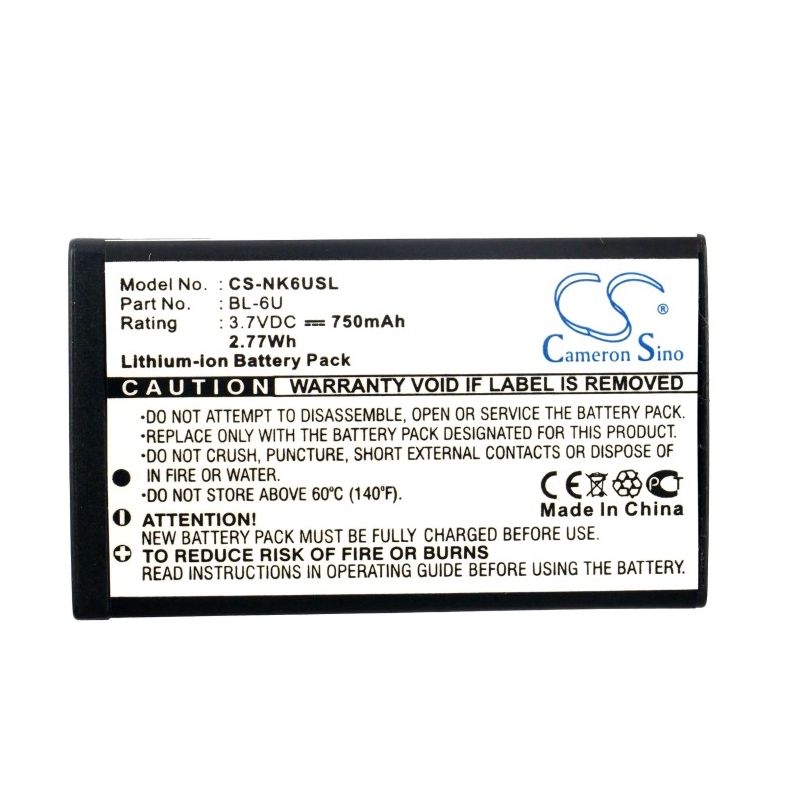 Model No. : CS-NK6USL
Part No. : BL-6U
Rating : 3.7VDC ⎓ 750mAh
2.77Wh
Lithium-ion Battery Pack
CS ®
Cameron Sino
CAUTION WARRANTY VOID IF LABEL IS REMOVED
•DO NOT ATTEMPT TO DISASSEMBLE, OPEN OR SERVICE THE BATTERY PACK.
•REPLACE ONLY WITH THE BATTERY PACK DESIGNATED FOR THIS PRODUCT.
•DO NOT CRUSH, PUNCTURE, SHORT EXTERNAL CONTACTS OR DISPOSE OF
IN FIRE OR WATER.
•DO NOT STORE ABOVE 60°C (140°F).
CE
Made In China
ATTENTION!
NEW BATTERY PACK MUST BE FULLY CHARGED BEFORE USE.
TO REDUCE RISK OF FIRE OR BURNS
READ INSTRUCTIONS IN OPERATING GUIDE BEFORE USING BATTERY.